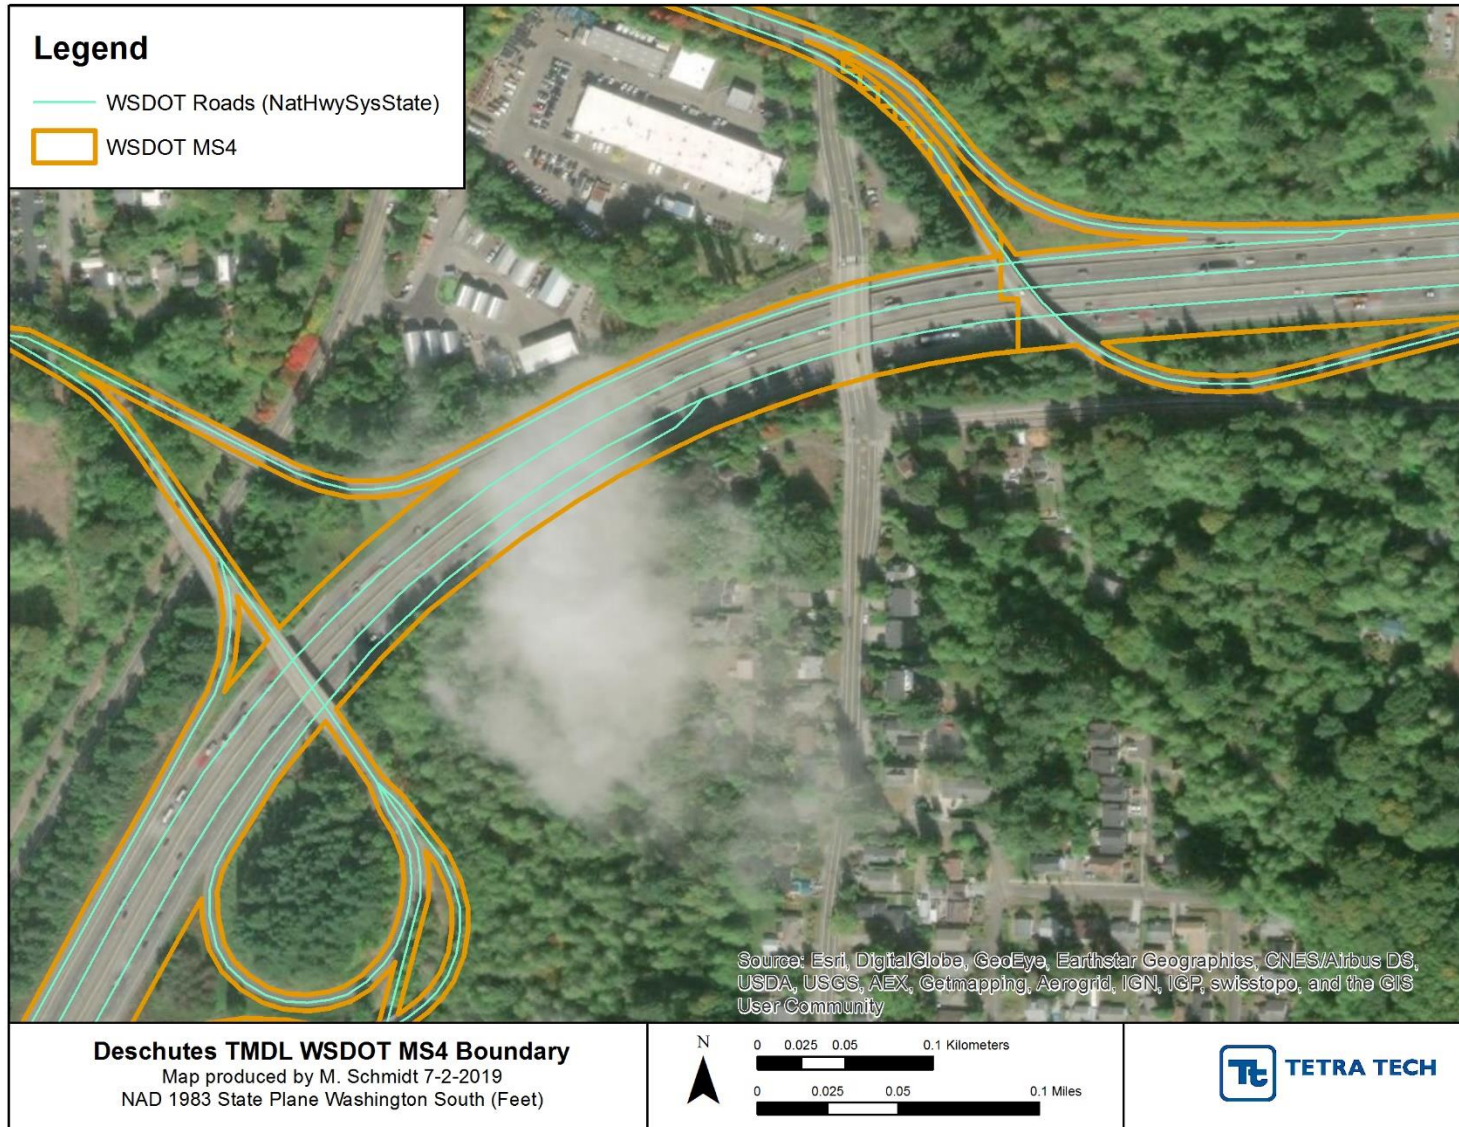 Legend
WSDOT Roads (NatHwySysState)
WSDOT MS4
Source: Esri, DigitalGlobe, GeoEye, Earthstar Geographics, CNES/Airbus DS,
USDA, USGS, AEX, Getmapping, Aerogrid, IGN, IGP, swisstopo, and the GIS
User Community
Deschutes TMDL WSDOT MS4 Boundary
Map produced by M. Schmidt 7-2-2019
NAD 1983 State Plane Washington South (Feet)
N
0 0.025 0.05 0.1 Kilometers
0 0.025 0.05 0.1 Miles
Tt TETRA TECH